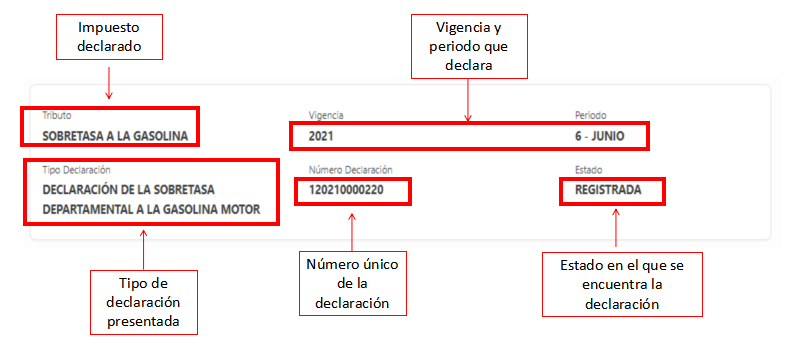 Impuesto
declarado
Vigencia y
periodo que
declara
Tributo
SOBRETASA A LA GASOLINA
Vigencia
2021
Periodo
6 - JUNIO
Tipo Declaración
DECLARACIÓN DE LA SOBRETASA
DEPARTAMENTAL A LA GASOLINA MOTOR
Número Declaración
120210000220
Estado
REGISTRADA
Tipo de
declaración
presentada
Número único
de la
declaración
Estado en el que se
encuentra la
declaración